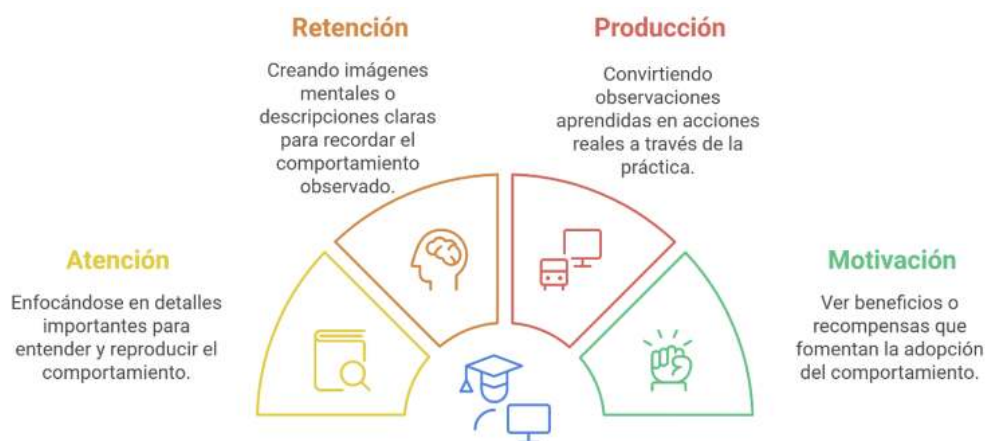 Retención
Creando imágenes
mentales o
descripciones claras
para recordar el
comportamiento
observado.
Producción
Convirtiendo
observaciones
aprendidas en acciones
reales a través de la
práctica.
Atención
Enfocándose en detalles
importantes para
entender y reproducir el
comportamiento.
Motivación
Ver beneficios o
recompensas que
fomentan la adopción
del comportamiento.